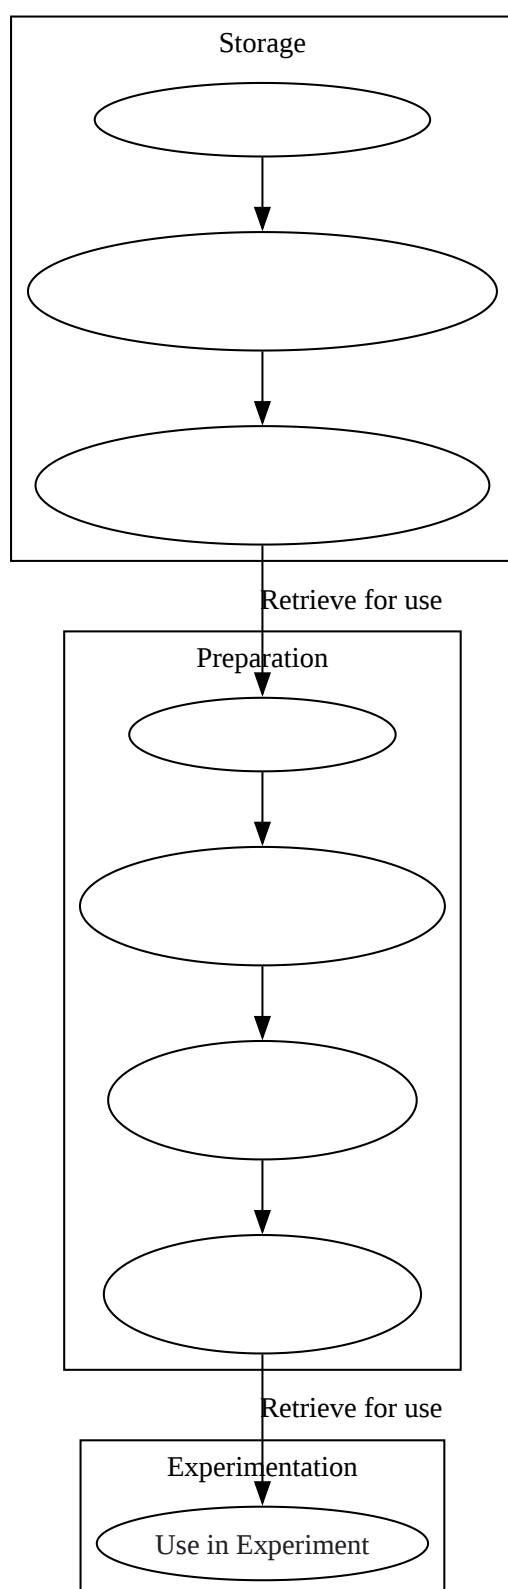 Storage
Retrieve for use
Preparation
Retrieve for use
Experimentation
Use in Experiment